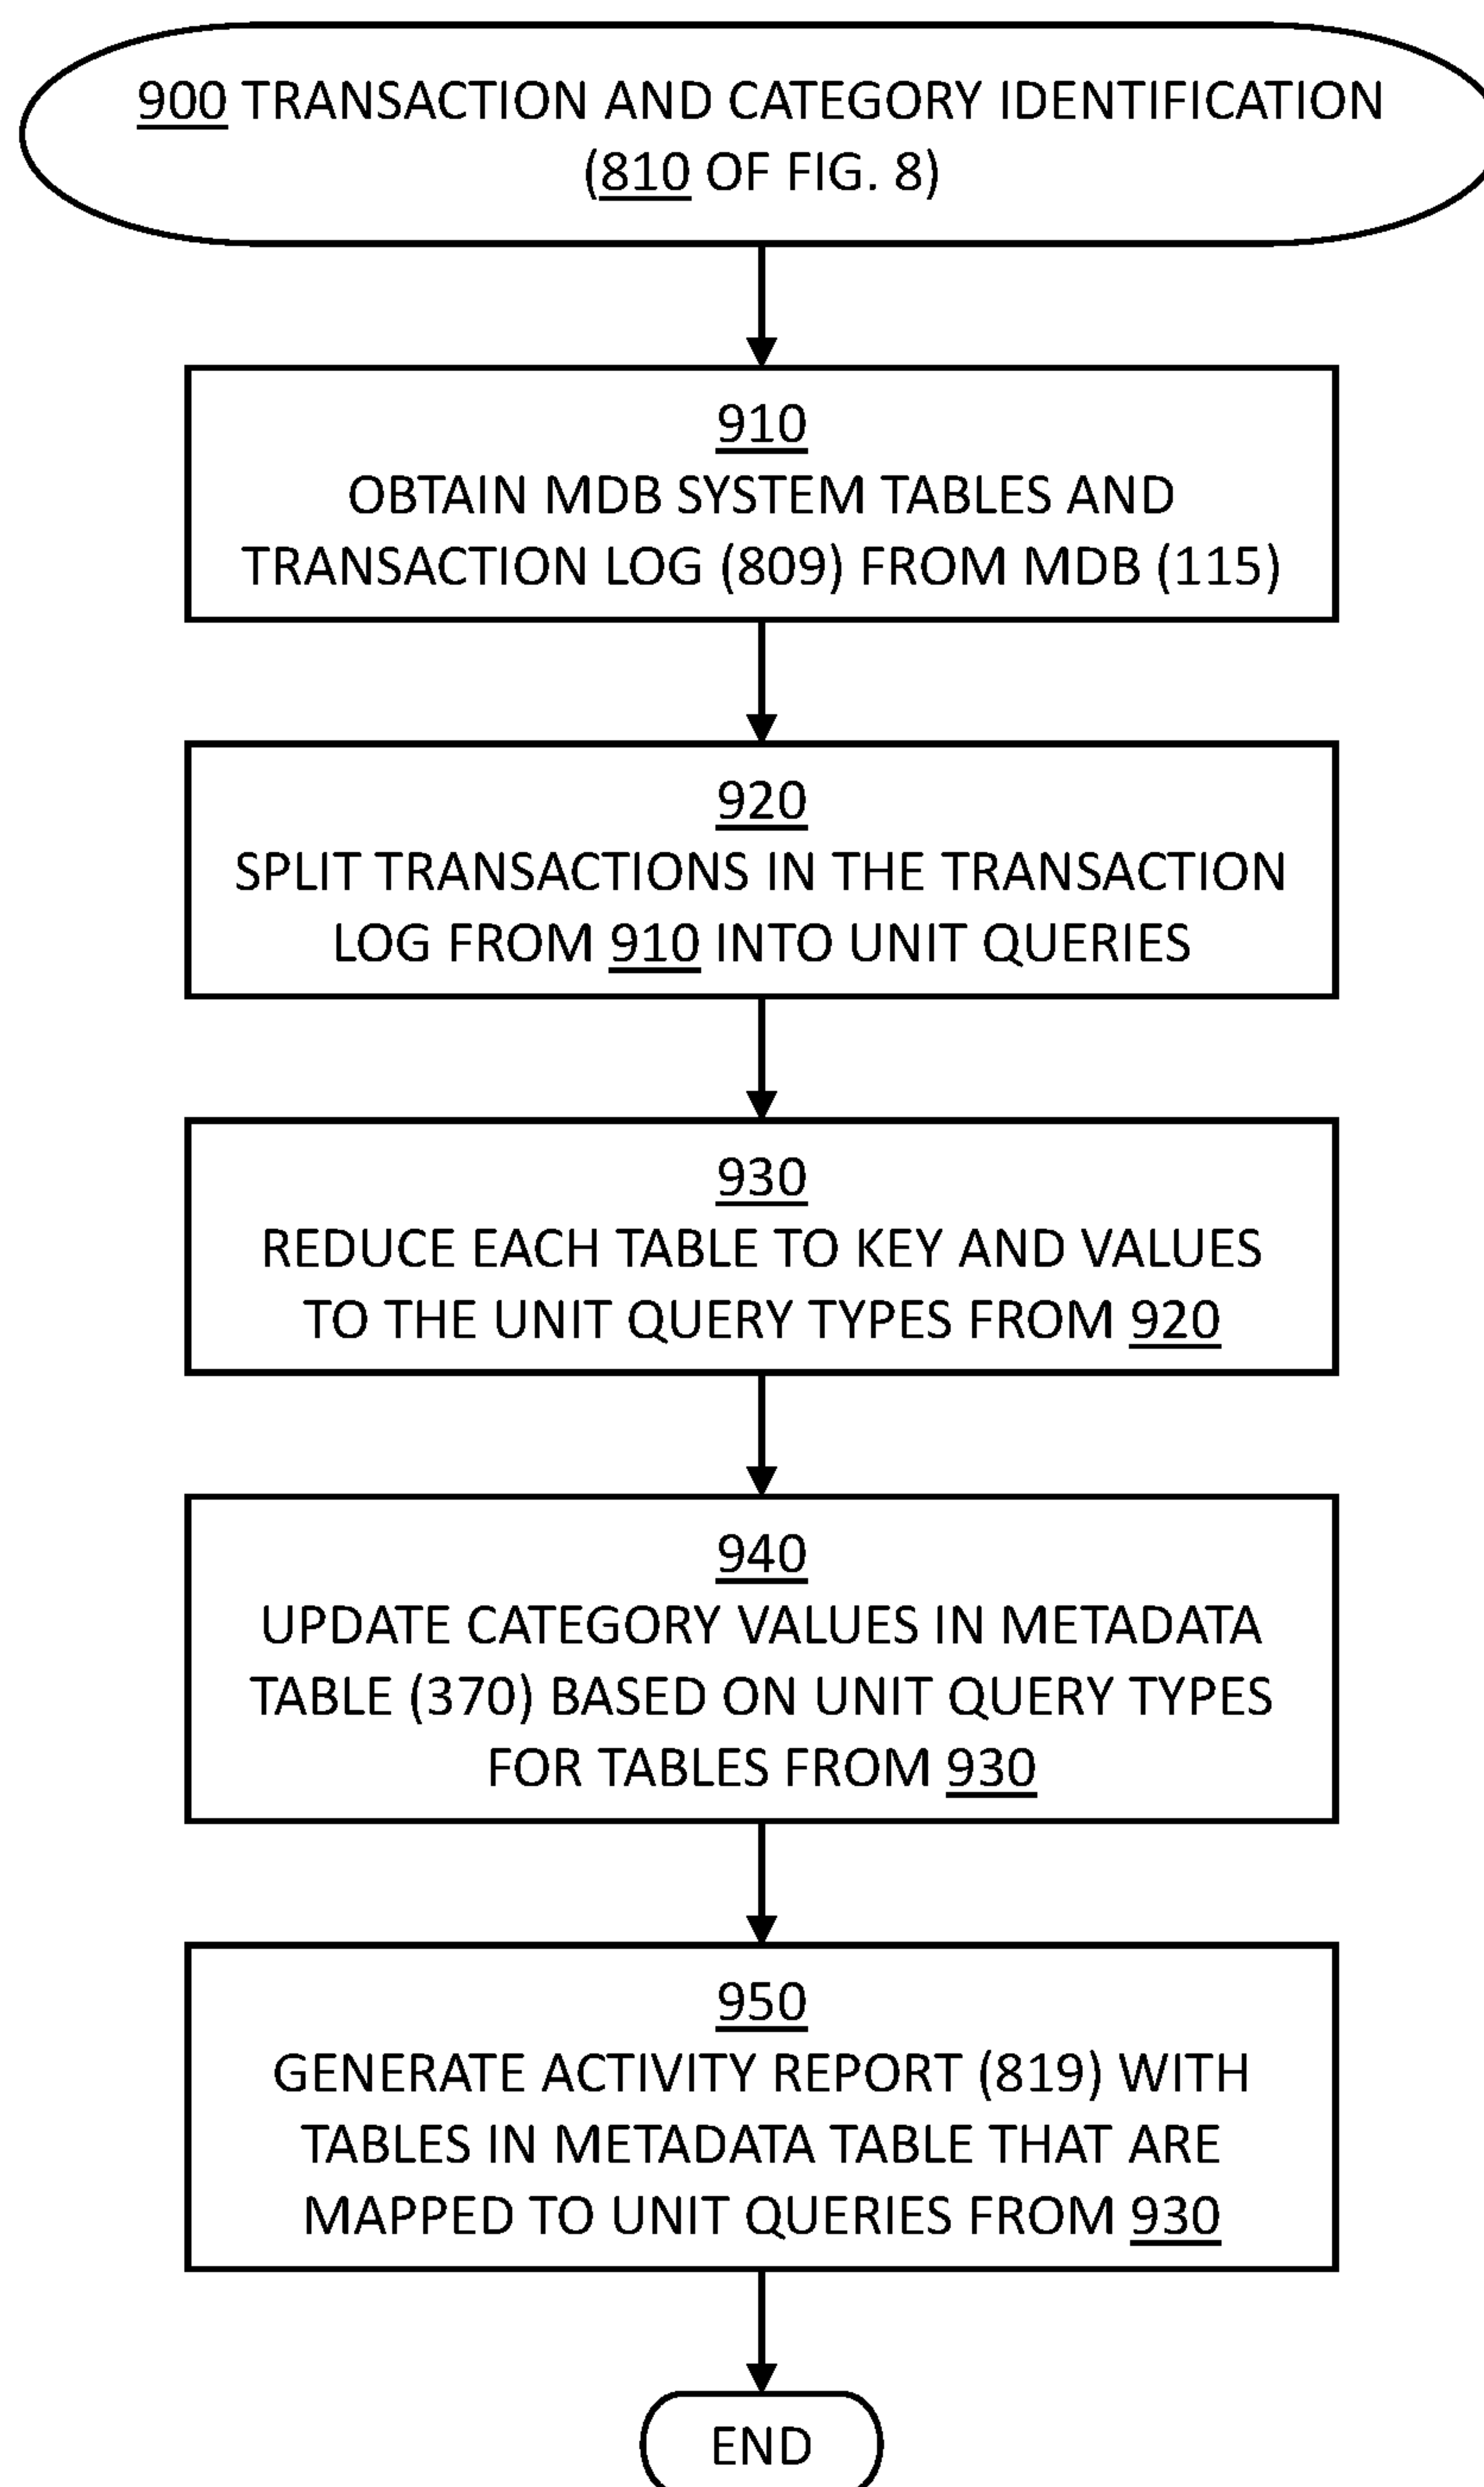 900 TRANSACTION AND CATEGORY IDENTIFICATION
(810 OF FIG. 8)
910
OBTAIN MDB SYSTEM TABLES AND
TRANSACTION LOG (809) FROM MDB (115)
920
SPLIT TRANSACTIONS IN THE TRANSACTION
LOG FROM 910 INTO UNIT QUERIES
930
REDUCE EACH TABLE TO KEY AND VALUES
TO THE UNIT QUERY TYPES FROM 920
940
UPDATE CATEGORY VALUES IN METADATA
TABLE (370) BASED ON UNIT QUERY TYPES
FOR TABLES FROM 930
950
GENERATE ACTIVITY REPORT (819) WITH
TABLES IN METADATA TABLE THAT ARE
MAPPED TO UNIT QUERIES FROM 930
END